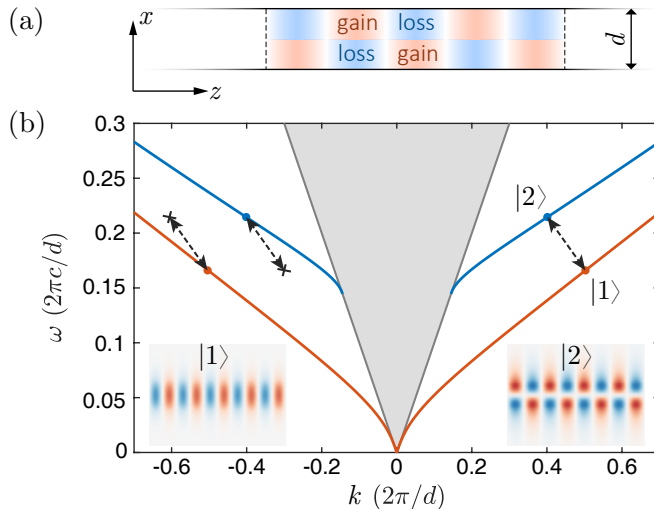 (a)
x
z
gain loss
loss gain
d
(b)
ω (2πc/d)
0.3
0.25
0.2
0.15
0.1
0.05
0
|2⟩
|1⟩
|1⟩
|2⟩
-0.6 -0.4 -0.2 0 0.2 0.4 0.6
k (2π/d)